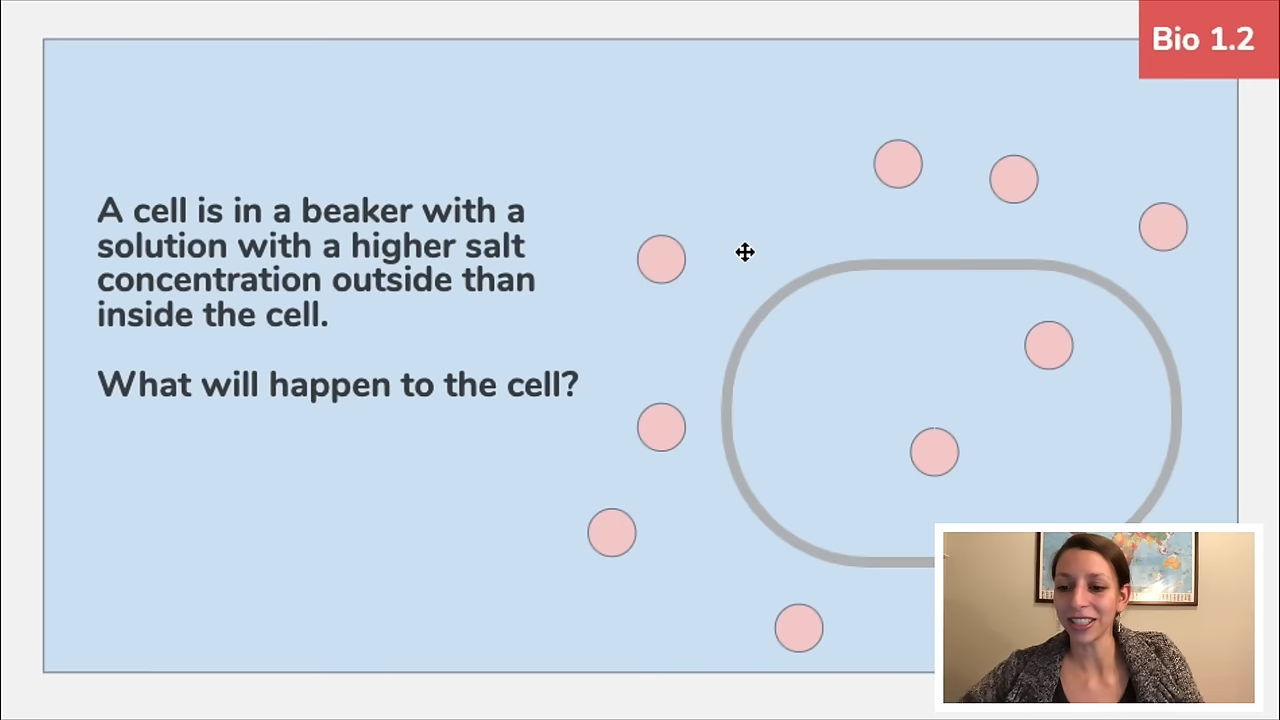 Bio 1.2
A cell is in a beaker with a
solution with a higher salt
concentration outside than
inside the cell.
What will happen to the cell?